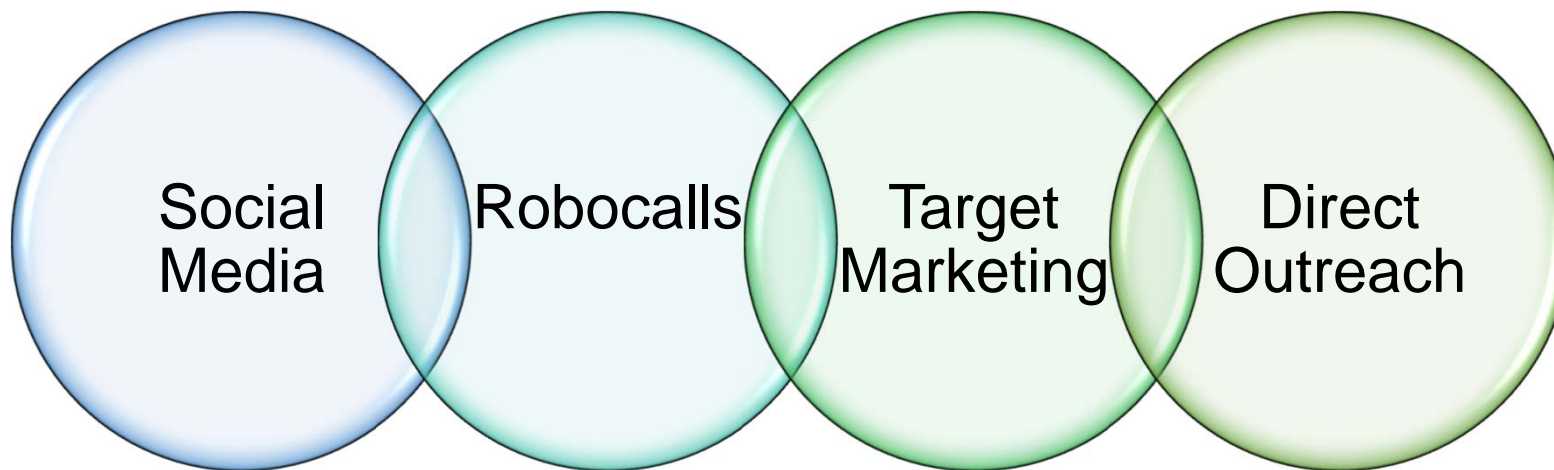 Social
Media
Robocalls
Target
Marketing
Direct
Outreach